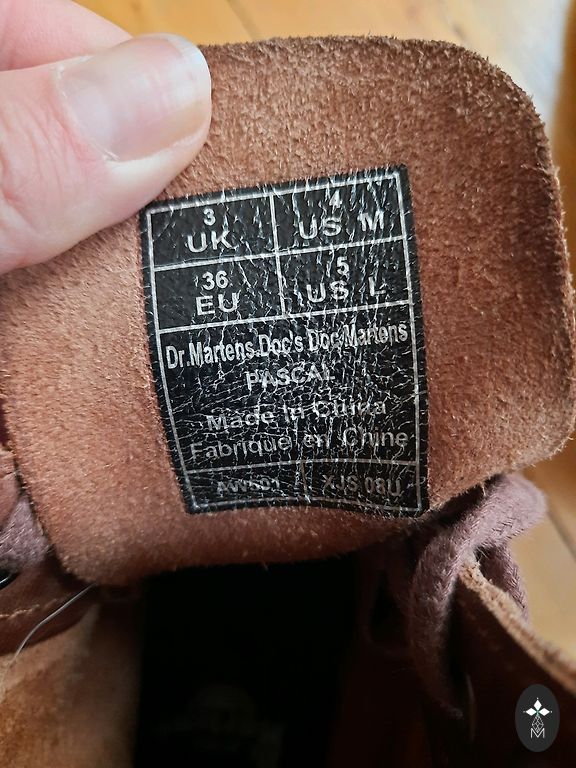 3 UK
4 US M
36 EU
5 US L
Dr.Martens Doc's Doc Martens
PASCAL
Made in China
Fabriqué en Chine
XJS 08U